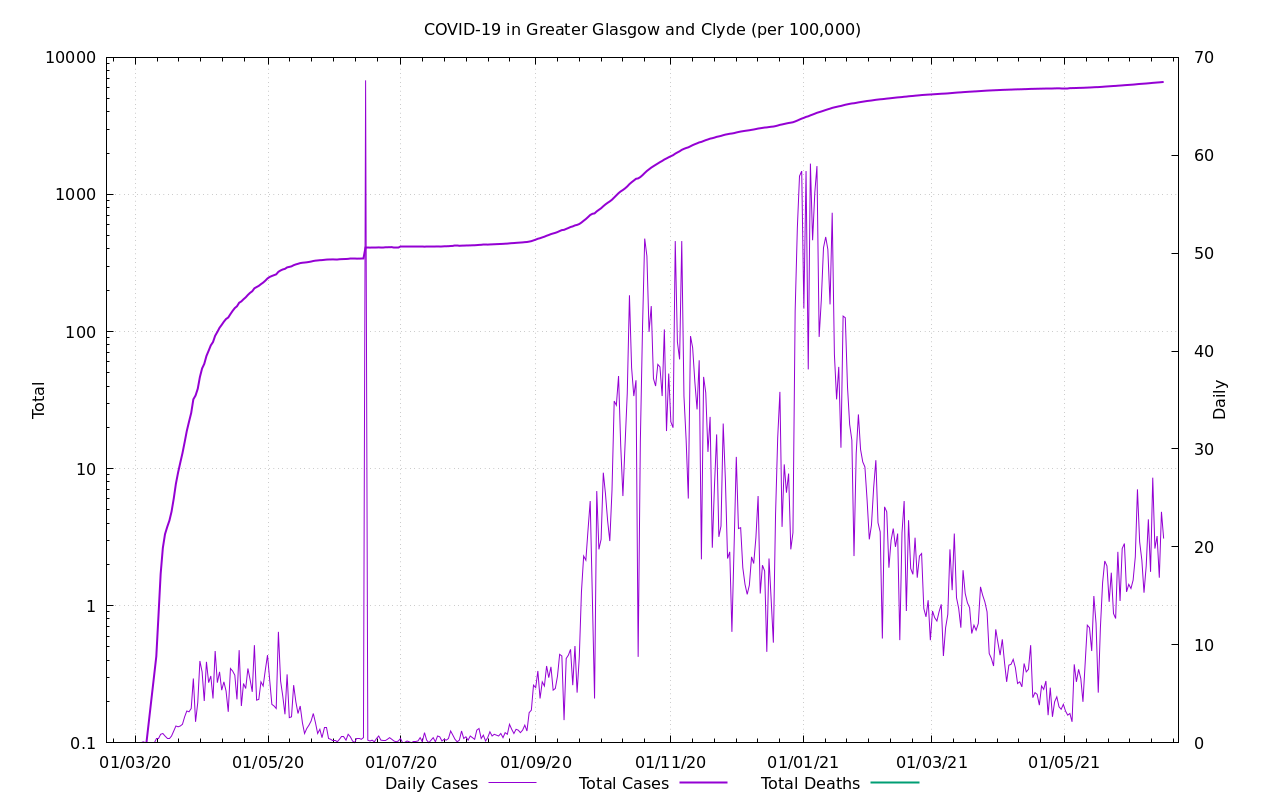 COVID-19 in Greater Glasgow and Clyde (per 100,000)
10000
1000
100
10
1
0.1
Total
70
60
50
40
30
20
10
0
Daily
01/03/20 01/05/20 01/07/20 01/09/20 01/11/20 01/01/21 01/03/21 01/05/21
Daily Cases Total Cases Total Deaths